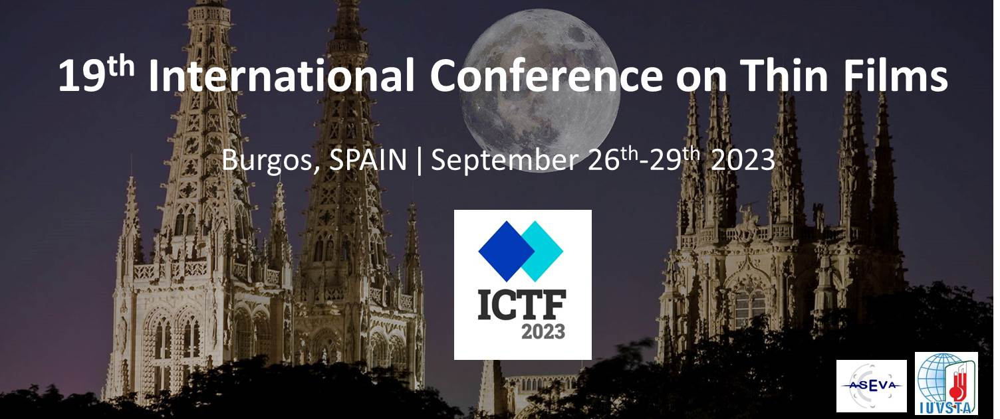 19th International Conference on Thin Films
Burgos, SPAIN | September 26th-29th 2023
ICTF
2023
ASEVA
IUVSTA